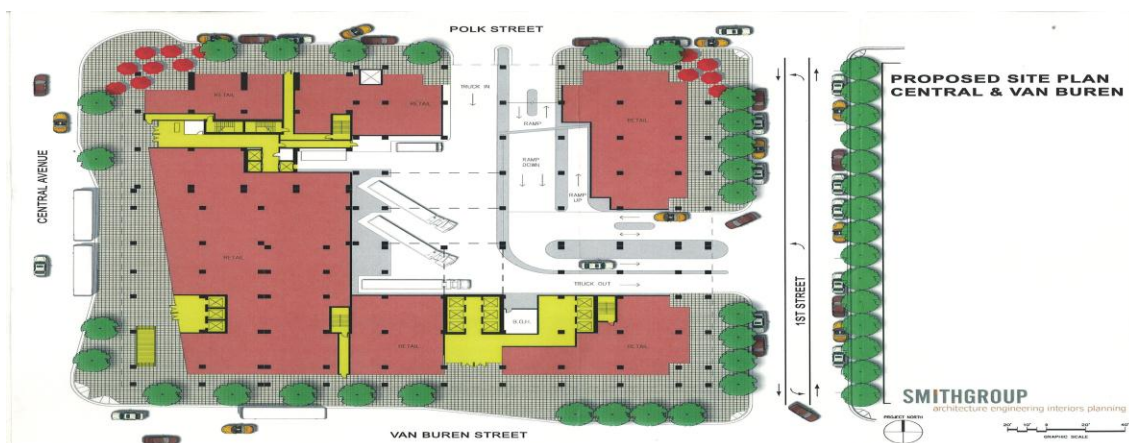 POLK STREET
PROPOSED SITE PLAN
CENTRAL & VAN BUREN
RETAIL
RETAIL
TRUCK IN
RAMP
RETAIL
RAMP
DOWN
RAMP
UP
CENTRAL AVENUE
RETAIL
TRUCK OUT
1ST STREET
RETAIL
RETAIL
SMITHGROUP
architecture engineering interiors planning
PROJECT NORTH
GRAPHIC SCALE
VAN BUREN STREET